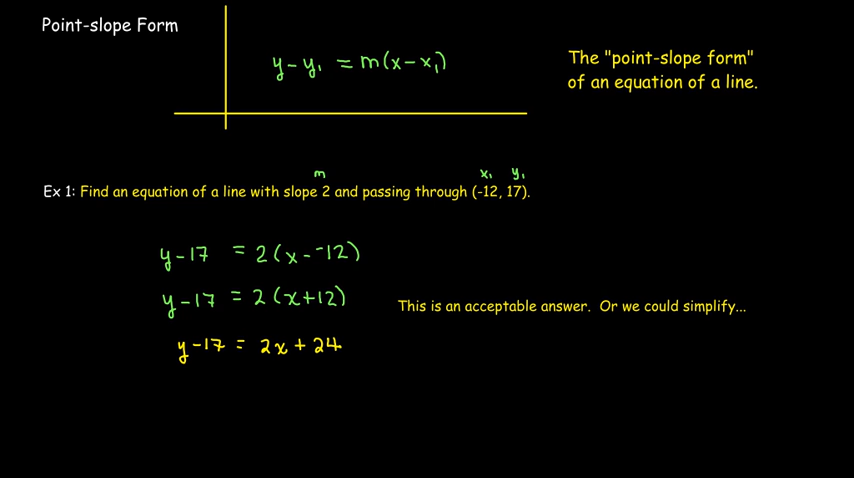 Point-slope Form
y - y₁ = m(x - x₁)
The "point-slope form"
of an equation of a line.
m x₁ y₁
Ex 1: Find an equation of a line with slope 2 and passing through (-12, 17).
y - 17 = 2(x - ⁻12)
y - 17 = 2(x + 12)
This is an acceptable answer. Or we could simplify...
y - 17 = 2x + 24